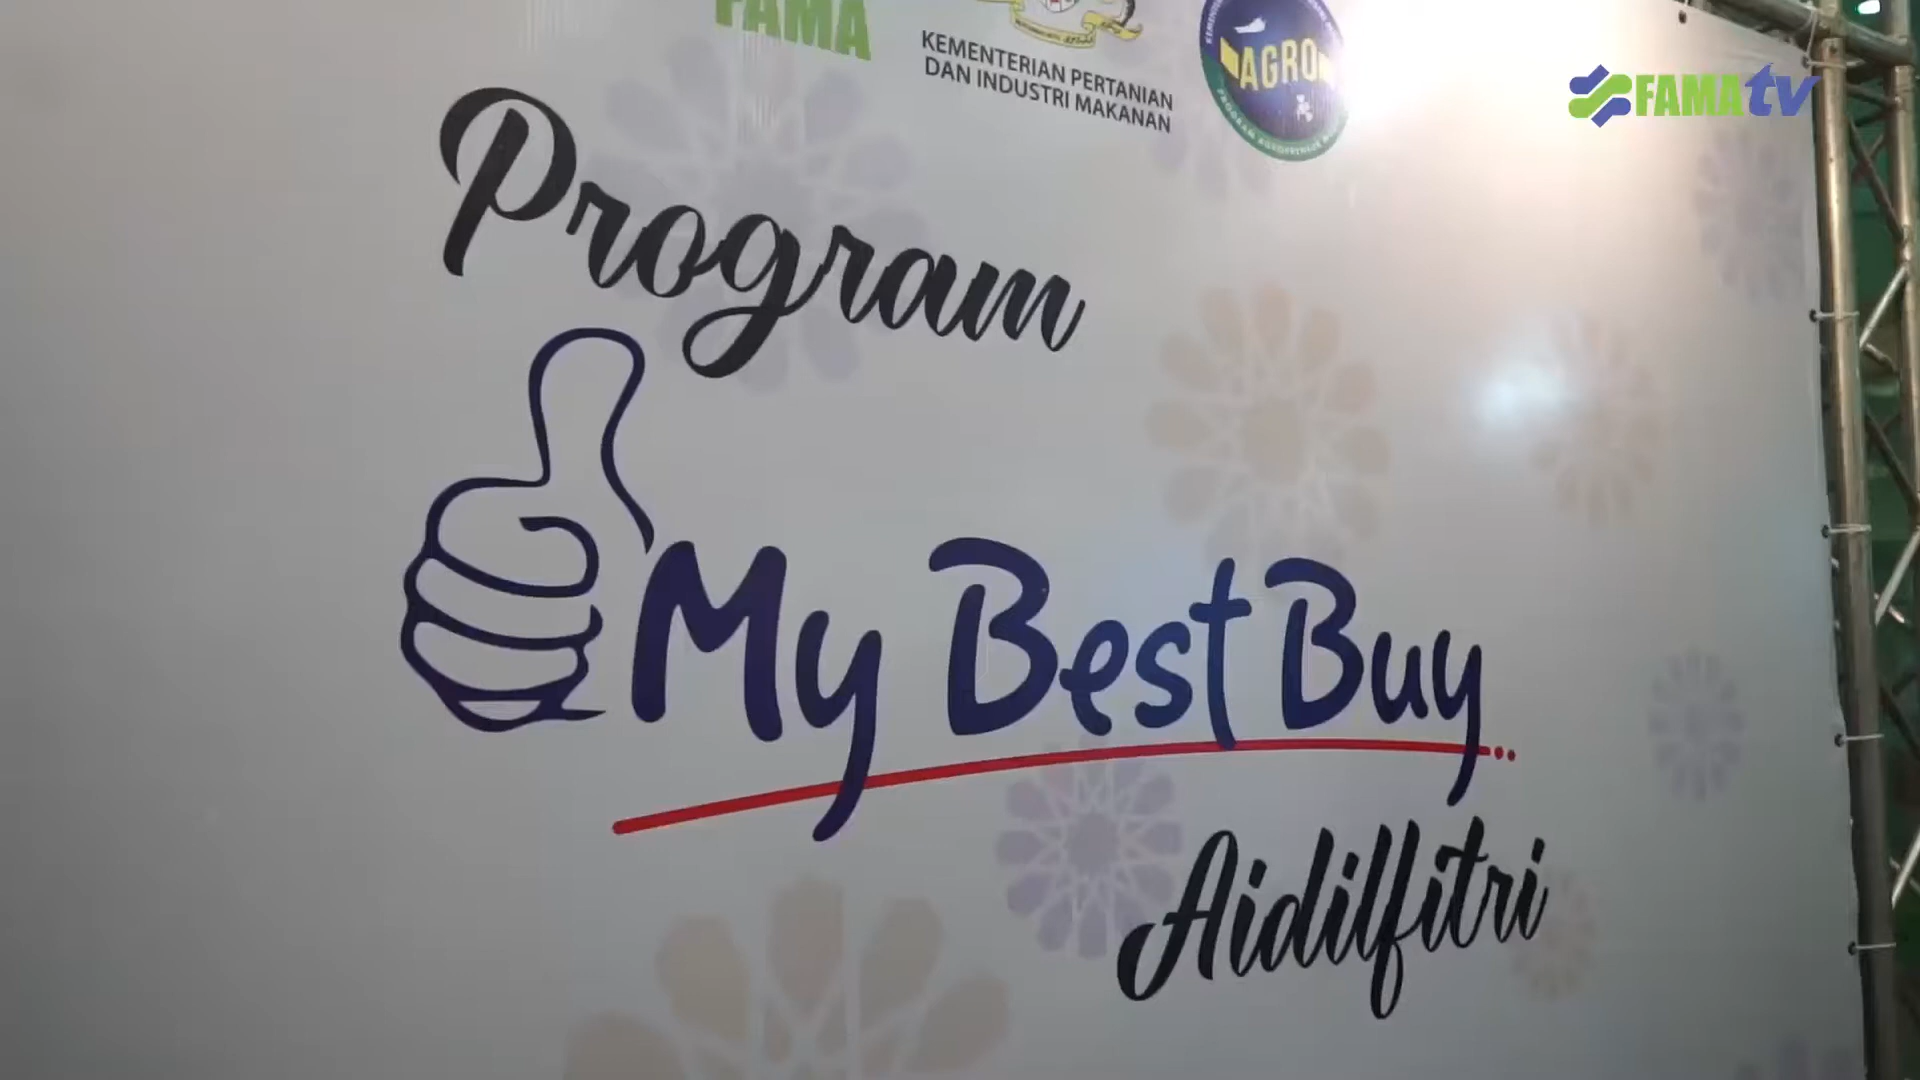 FAMA
KEMENTERIAN PERTANIAN
DAN INDUSTRI MAKANAN
AGRO
FAMAtv
Program
My Best Buy
Aidilfitri